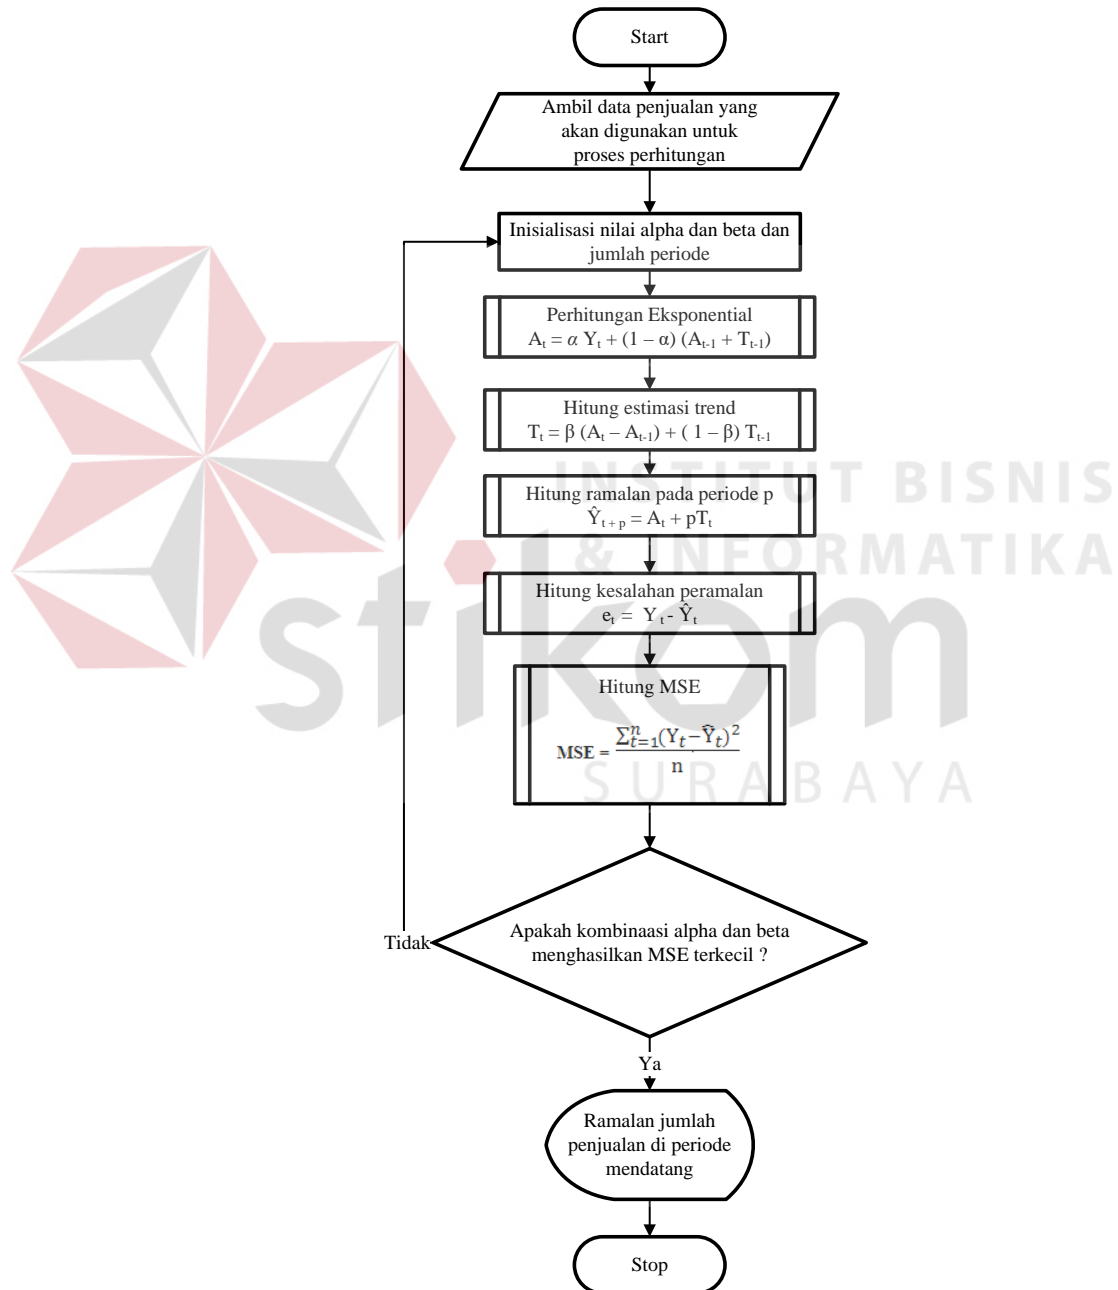 Start
Ambil data penjualan yang
akan digunakan untuk
proses perhitungan
Inisialisasi nilai alpha dan beta dan
jumlah periode
Perhitungan Eksponential
Aₜ = α Yₜ + (1 – α) (Aₜ₋₁ + Tₜ₋₁)
Hitung estimasi trend
Tₜ = β (Aₜ – Aₜ₋₁) + ( 1 – β) Tₜ₋₁
Hitung ramalan pada periode p
Ŷₜ ₊ ₚ = Aₜ + pTₜ
Hitung kesalahan peramalan
eₜ = Yₜ - Ŷₜ
Hitung MSE
MSE = ∑ⁿₜ₌₁(Yₜ−Ŷₜ)²
n
Apakah kombinaasi alpha dan beta
menghasilkan MSE terkecil ?
Tidak
Ya
Ramalan jumlah
penjualan di periode
mendatang
Stop
INSTITUT BISNIS
& INFORMATIKA
stikom
SURABAYA